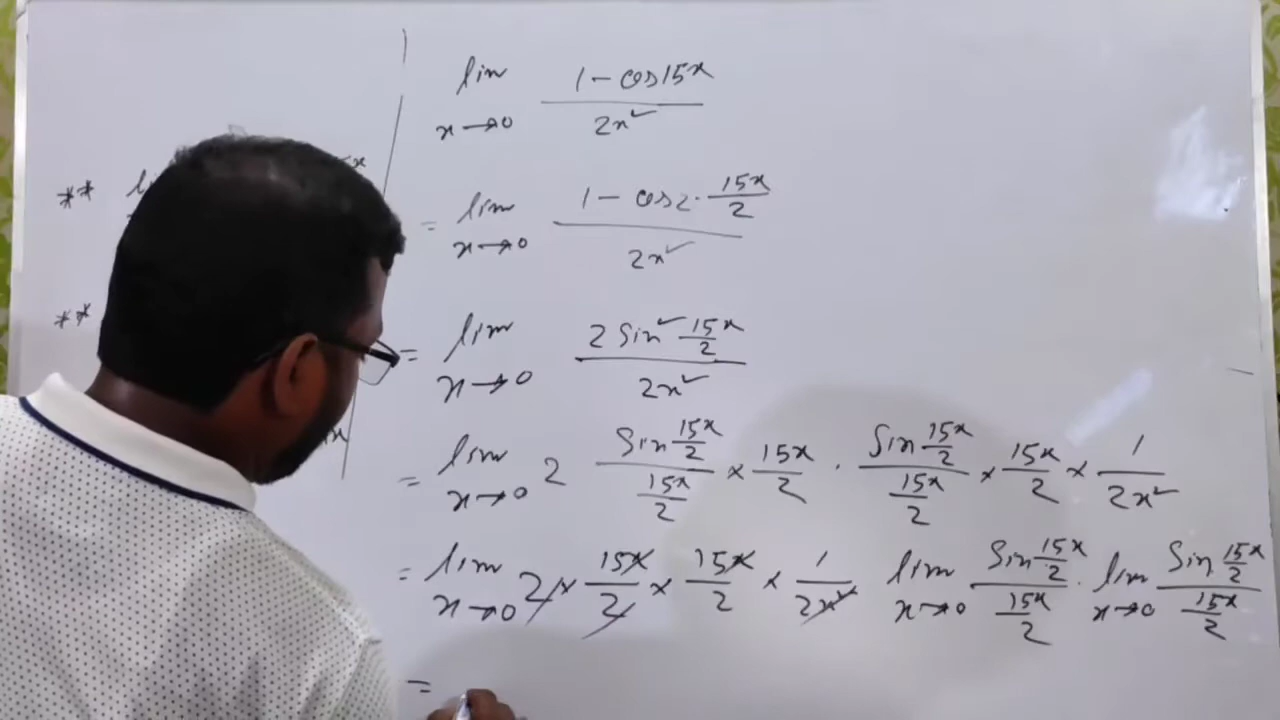 lim x→0 (1 - cos15x)/(2x²)
** li
= lim x→0 (1 - cos2·15x/2)/(2x²)
**
= lim x→0 (2 Sin² 15x/2)/(2x²)
= lim x→0 2 (Sin 15x/2)/(15x/2) × 15x/2 · (Sin 15x/2)/(15x/2) × 15x/2 × 1/(2x²)
= lim x→0 2 × 15x/2 × 15x/2 × 1/(2x²) lim x→0 (Sin 15x/2)/(15x/2) · lim x→0 (Sin 15x/2)/(15x/2)
=